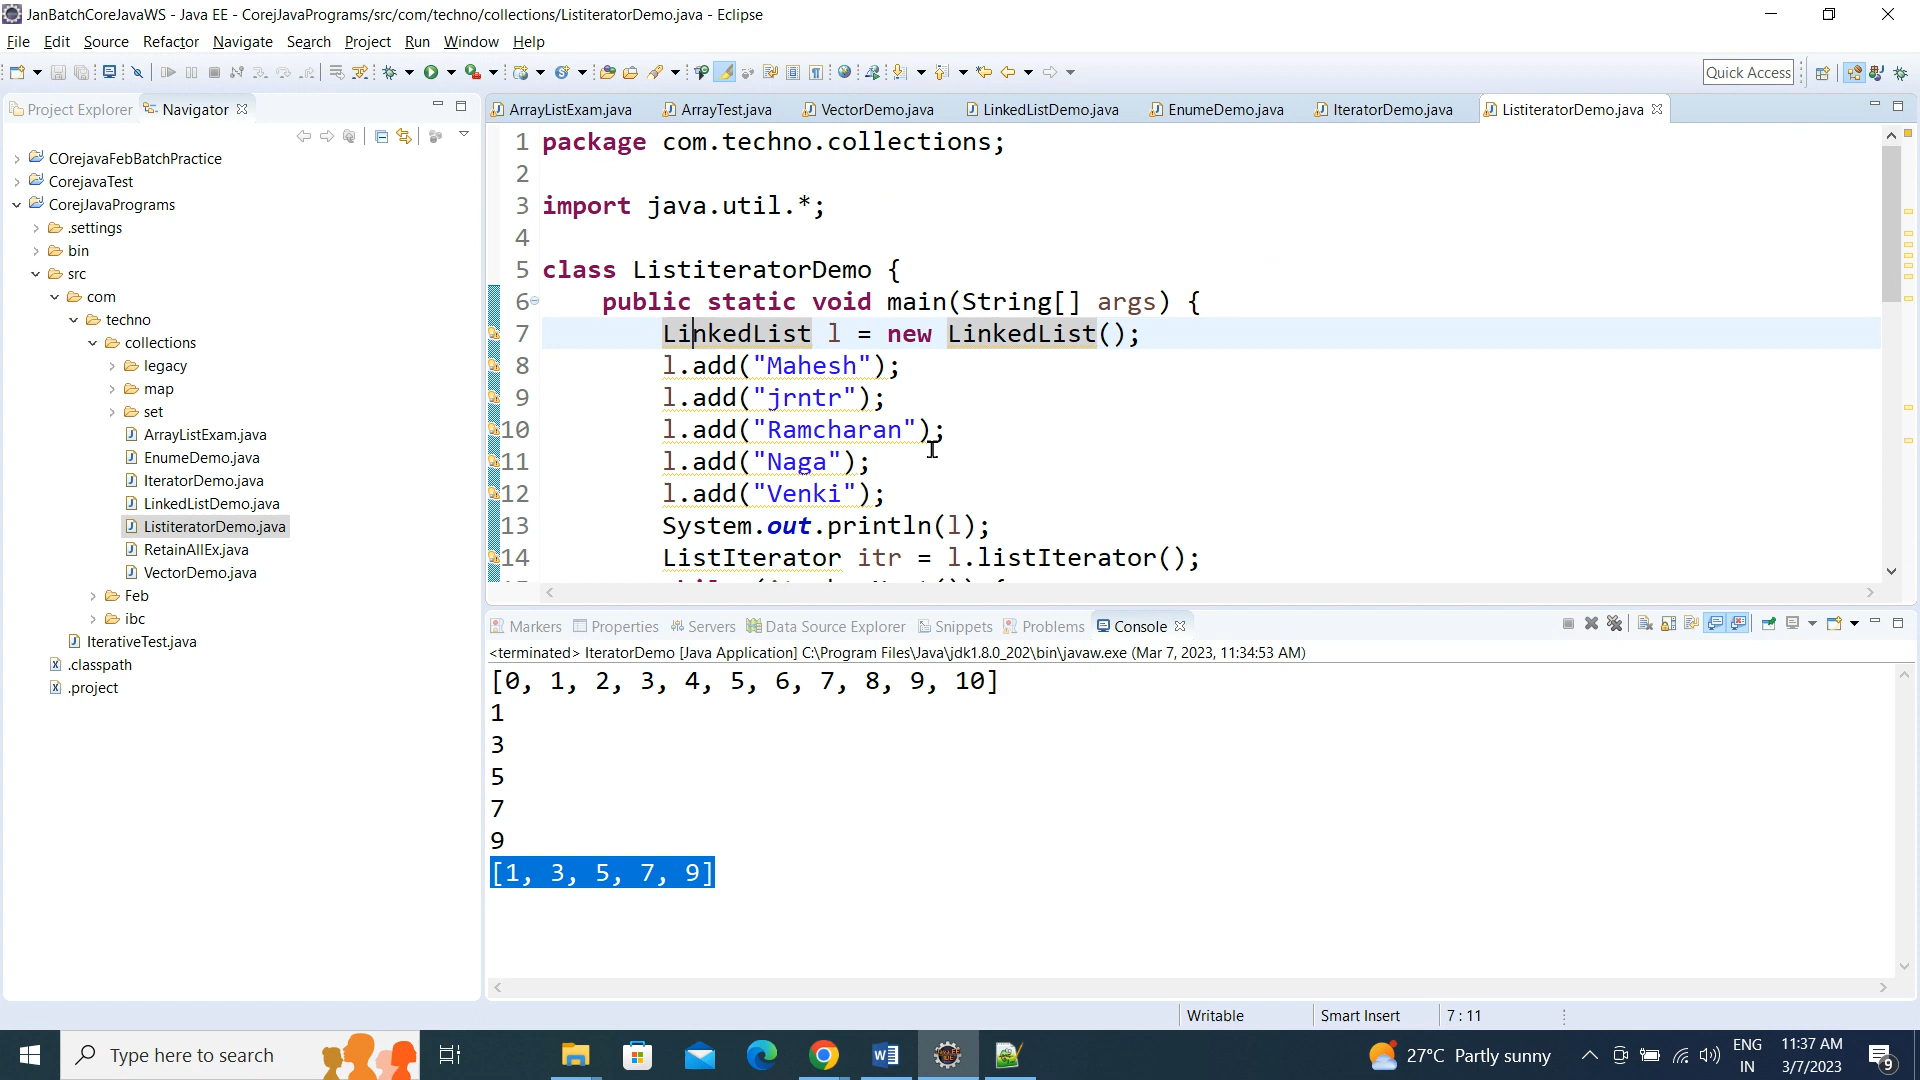 JanBatchCoreJavaWS - Java EE - CorejJavaPrograms/src/com/techno/collections/ListiteratorDemo.java - Eclipse
File Edit Source Refactor Navigate Search Project Run Window Help
Quick Access
Project Explorer Navigator
ArrayListExam.java ArrayTest.java VectorDemo.java LinkedListDemo.java EnumeDemo.java IteratorDemo.java ListiteratorDemo.java
COrejavaFebBatchPractice
CorejavaTest
CorejJavaPrograms
.settings
bin
src
com
techno
collections
legacy
map
set
ArrayListExam.java
EnumeDemo.java
IteratorDemo.java
LinkedListDemo.java
ListiteratorDemo.java
RetainAllEx.java
VectorDemo.java
Feb
ibc
IterativeTest.java
.classpath
.project
1 package com.techno.collections;
2
3 import java.util.*;
4
5 class ListiteratorDemo {
6 public static void main(String[] args) {
7 LinkedList l = new LinkedList();
8 l.add("Mahesh");
9 l.add("jrntr");
10 l.add("Ramcharan");
11 l.add("Naga");
12 l.add("Venki");
13 System.out.println(l);
14 ListIterator itr = l.listIterator();
Markers Properties Servers Data Source Explorer Snippets Problems Console
<terminated> IteratorDemo [Java Application] C:\Program Files\Java\jdk1.8.0_202\bin\javaw.exe (Mar 7, 2023, 11:34:53 AM)
[0, 1, 2, 3, 4, 5, 6, 7, 8, 9, 10]
1
3
5
7
9
[1, 3, 5, 7, 9]
Writable Smart Insert 7 : 11
Type here to search
27°C Partly sunny
ENG
IN
11:37 AM
3/7/2023
9